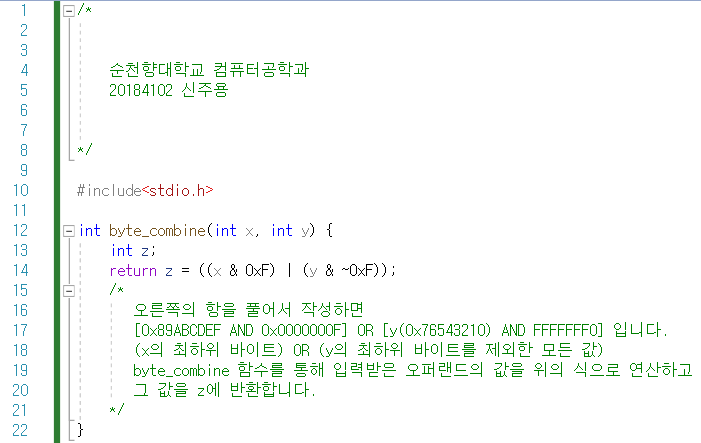 1 /*
2
3
4 순천향대학교 컴퓨터공학과
5 20184102 신주용
6
7
8 */
9
10 #include<stdio.h>
11
12 int byte_combine(int x, int y) {
13 int z;
14 return z = ((x & 0xF) | (y & ~0xF));
15 /*
16 오른쪽의 항을 풀어서 작성하면
17 [0x89ABCDEF AND 0x0000000F] OR [y(0x76543210) AND FFFFFFF0] 입니다.
18 (x의 최하위 바이트) OR (y의 최하위 바이트를 제외한 모든 값)
19 byte_combine 함수를 통해 입력받은 오퍼랜드의 값을 위의 식으로 연산하고
20 그 값을 z에 반환합니다.
21 */
22 }